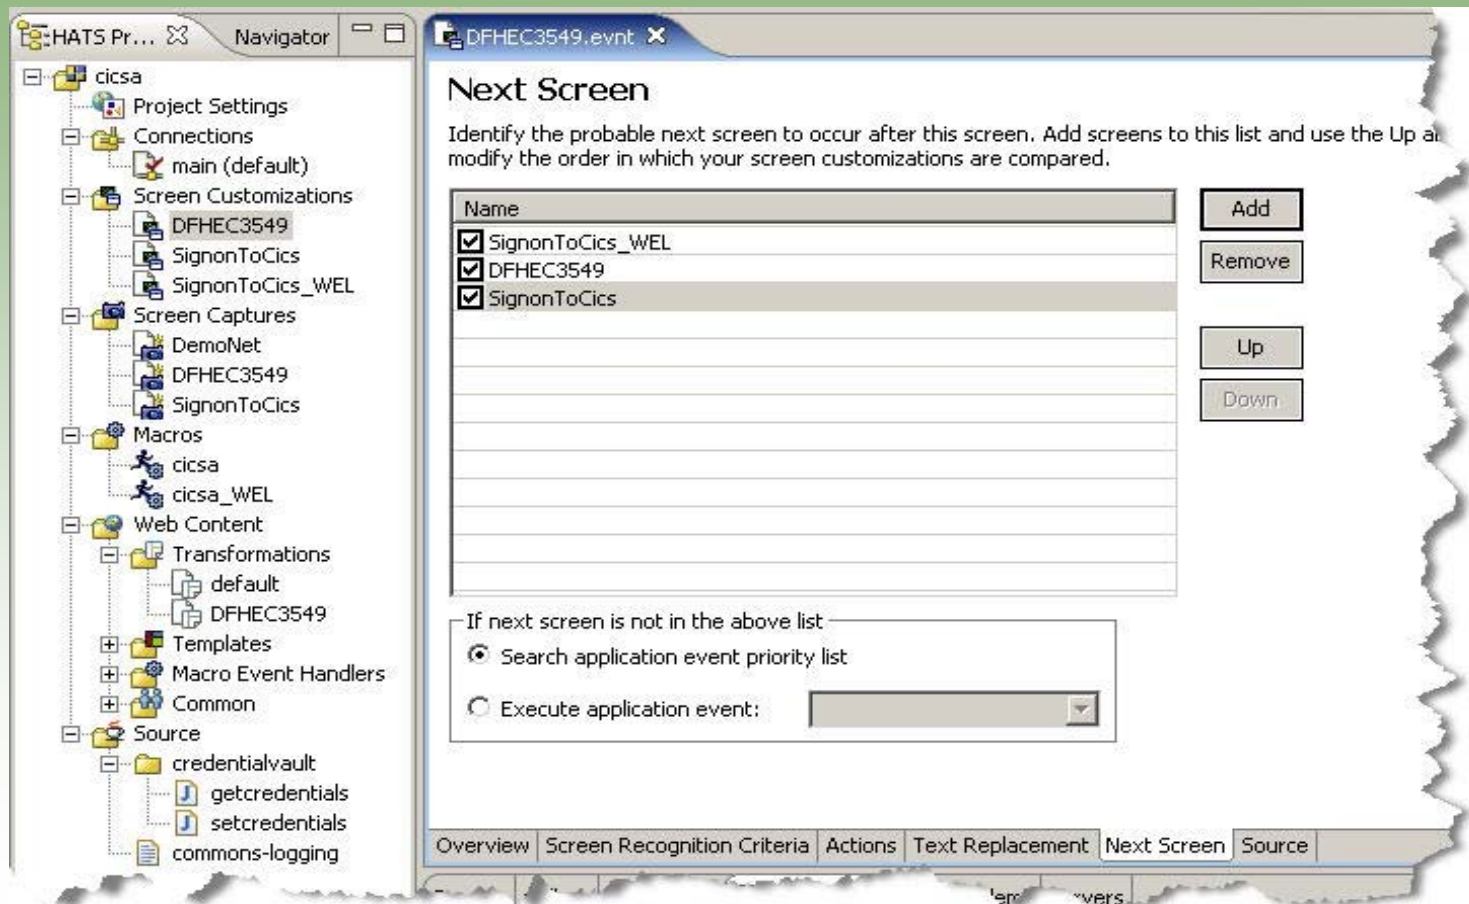 HATS Pr...
Navigator
cicsa
Project Settings
Connections
main (default)
Screen Customizations
DFHEC3549
SignonToCics
SignonToCics_WEL
Screen Captures
DemoNet
DFHEC3549
SignonToCics
Macros
cicsa
cicsa_WEL
Web Content
Transformations
default
DFHEC3549
Templates
Macro Event Handlers
Common
Source
credentialvault
getcredentials
setcredentials
commons-logging
DFHEC3549.evnt
Next Screen
Identify the probable next screen to occur after this screen. Add screens to this list and use the Up
modify the order in which your screen customizations are compared.
Name
SignonToCics_WEL
DFHEC3549
SignonToCics
Add
Remove
Up
Down
If next screen is not in the above list
Search application event priority list
Execute application event:
Overview Screen Recognition Criteria Actions Text Replacement Next Screen Source